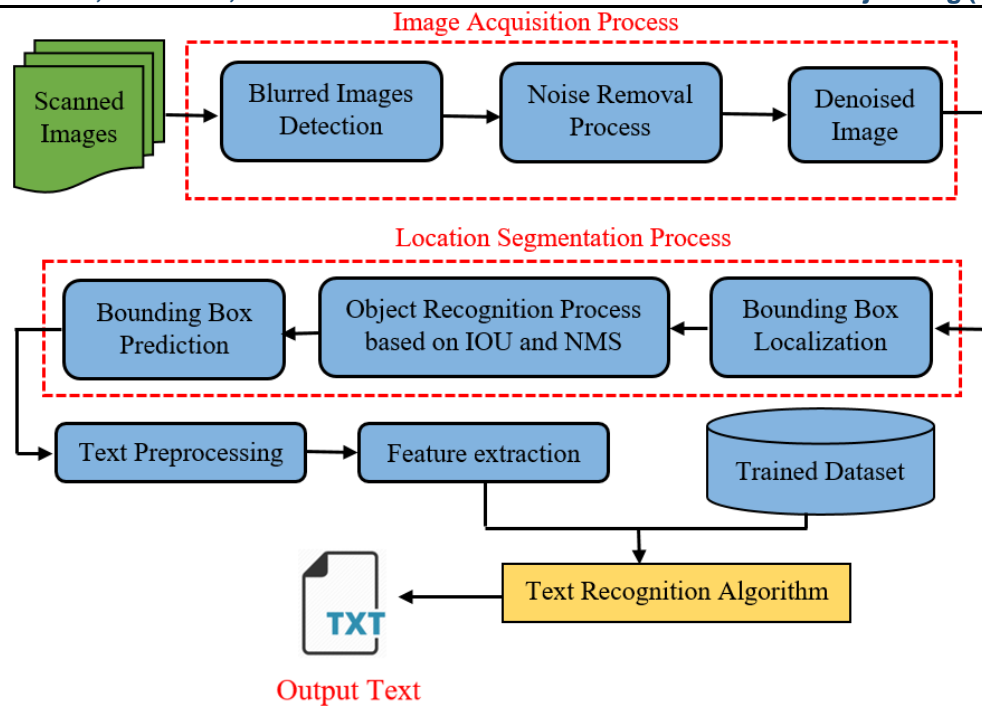 Image Acquisition Process
Scanned
Images
Blurred Images
Detection
Noise Removal
Process
Denoised
Image
Location Segmentation Process
Bounding Box
Prediction
Object Recognition Process
based on IOU and NMS
Bounding Box
Localization
Text Preprocessing
Feature extraction
Trained Dataset
Text Recognition Algorithm
TXT
Output Text